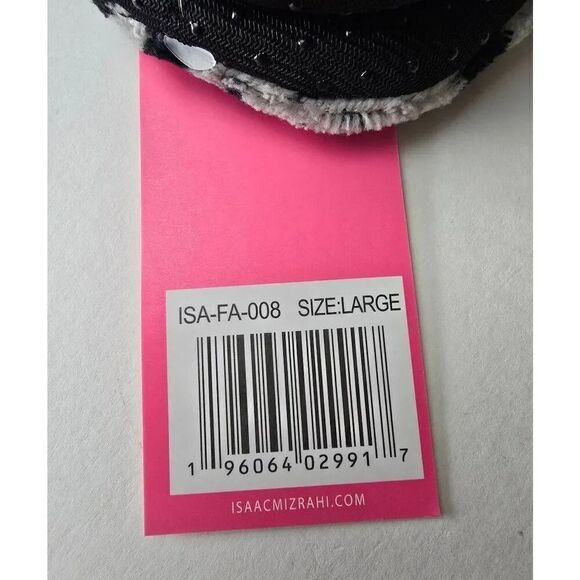 ISA-FA-008 SIZE:LARGE
1 96064 02991 7
ISAACMIZRAHI.COM